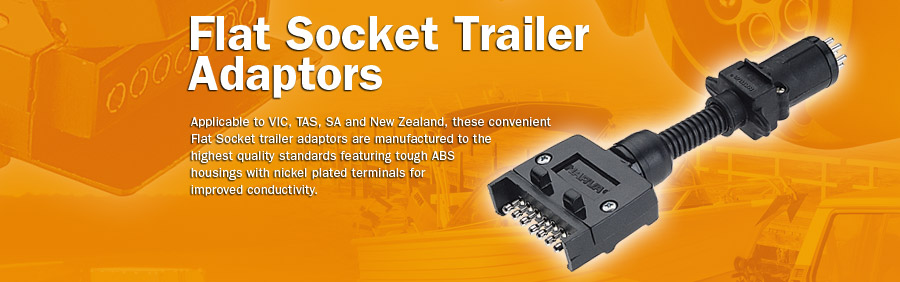 Flat Socket Trailer
Adaptors
Applicable to VIC, TAS, SA and New Zealand, these convenient
Flat Socket trailer adaptors are manufactured to the
highest quality standards featuring tough ABS
housings with nickel plated terminals for
improved conductivity.